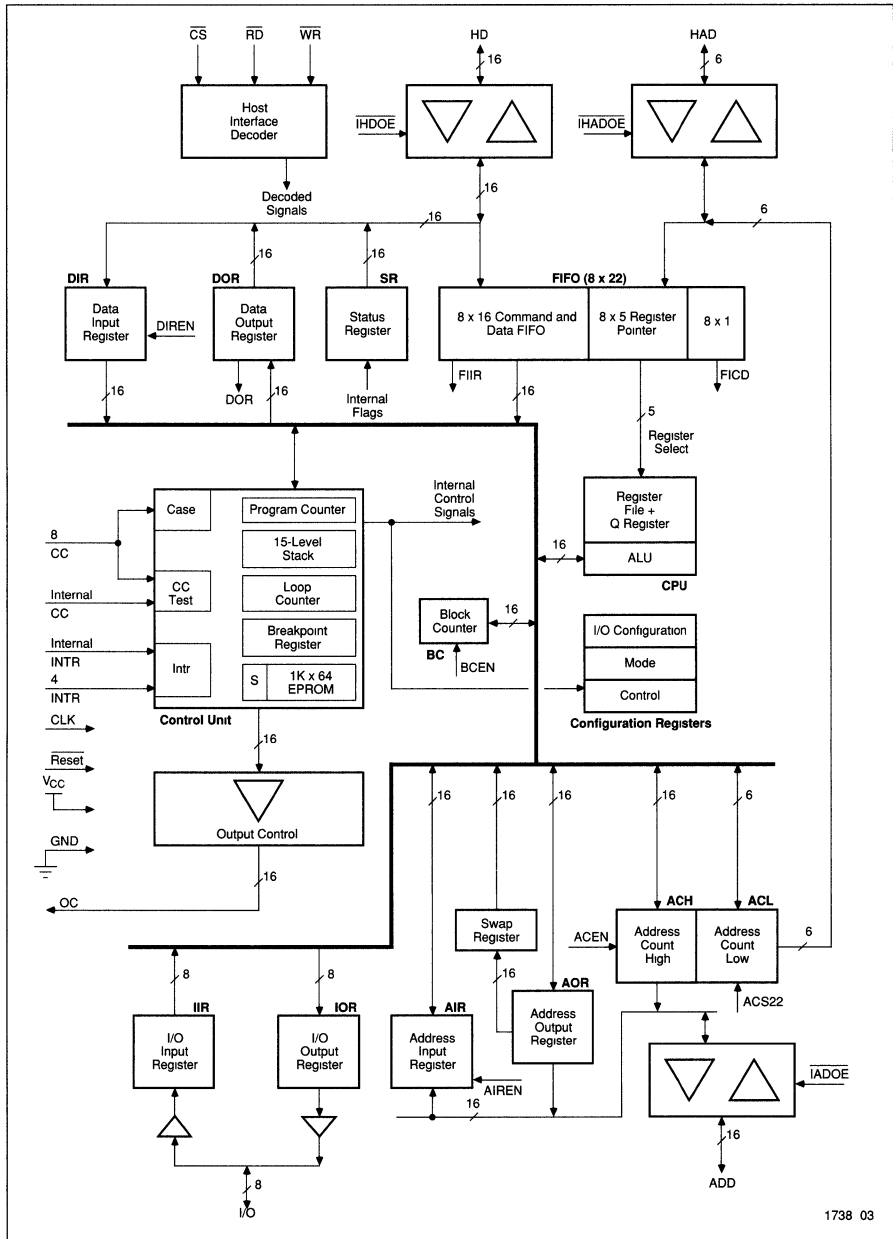 CS RD WR HD HAD
16 6
Host
Interface
Decoder
IHDOE IHADOE
Decoded
Signals
16
16 6
16 16
DIR DOR SR FIFO (8 x 22)
Data
Input
Register
DIREN
Data
Output
Register
Status
Register
8 x 16 Command and
Data FIFO
8 x 5 Register
Pointer
8 x 1
16 DOR 16
Internal
Flags
FIIR 16 FICD
5
Register
Select
Case
Program Counter
Internal
Control
Signals
Register
File +
Q Register
8
CC
15-Level
Stack
16
ALU
CPU
Internal
CC
CC
Test
Loop
Counter
Block
Counter
16
BC
BCEN
I/O Configuration
Mode
Control
Configuration Registers
Internal
INTR
Intr
Breakpoint
Register
4
INTR
S
1K x 64
EPROM
Control Unit
CLK
16
Reset
VCC
Output Control
GND
16
OC
16 16 16 16 6
ACH ACL
Swap
Register
ACEN
Address
Count
High
Address
Count
Low
6
8 8
16
ACS22
IIR IOR AIR AOR
I/O
Input
Register
I/O
Output
Register
Address
Input
Register
Address
Output
Register
AIREN
IADOE
16
16
8
I/O
ADD
1738 03